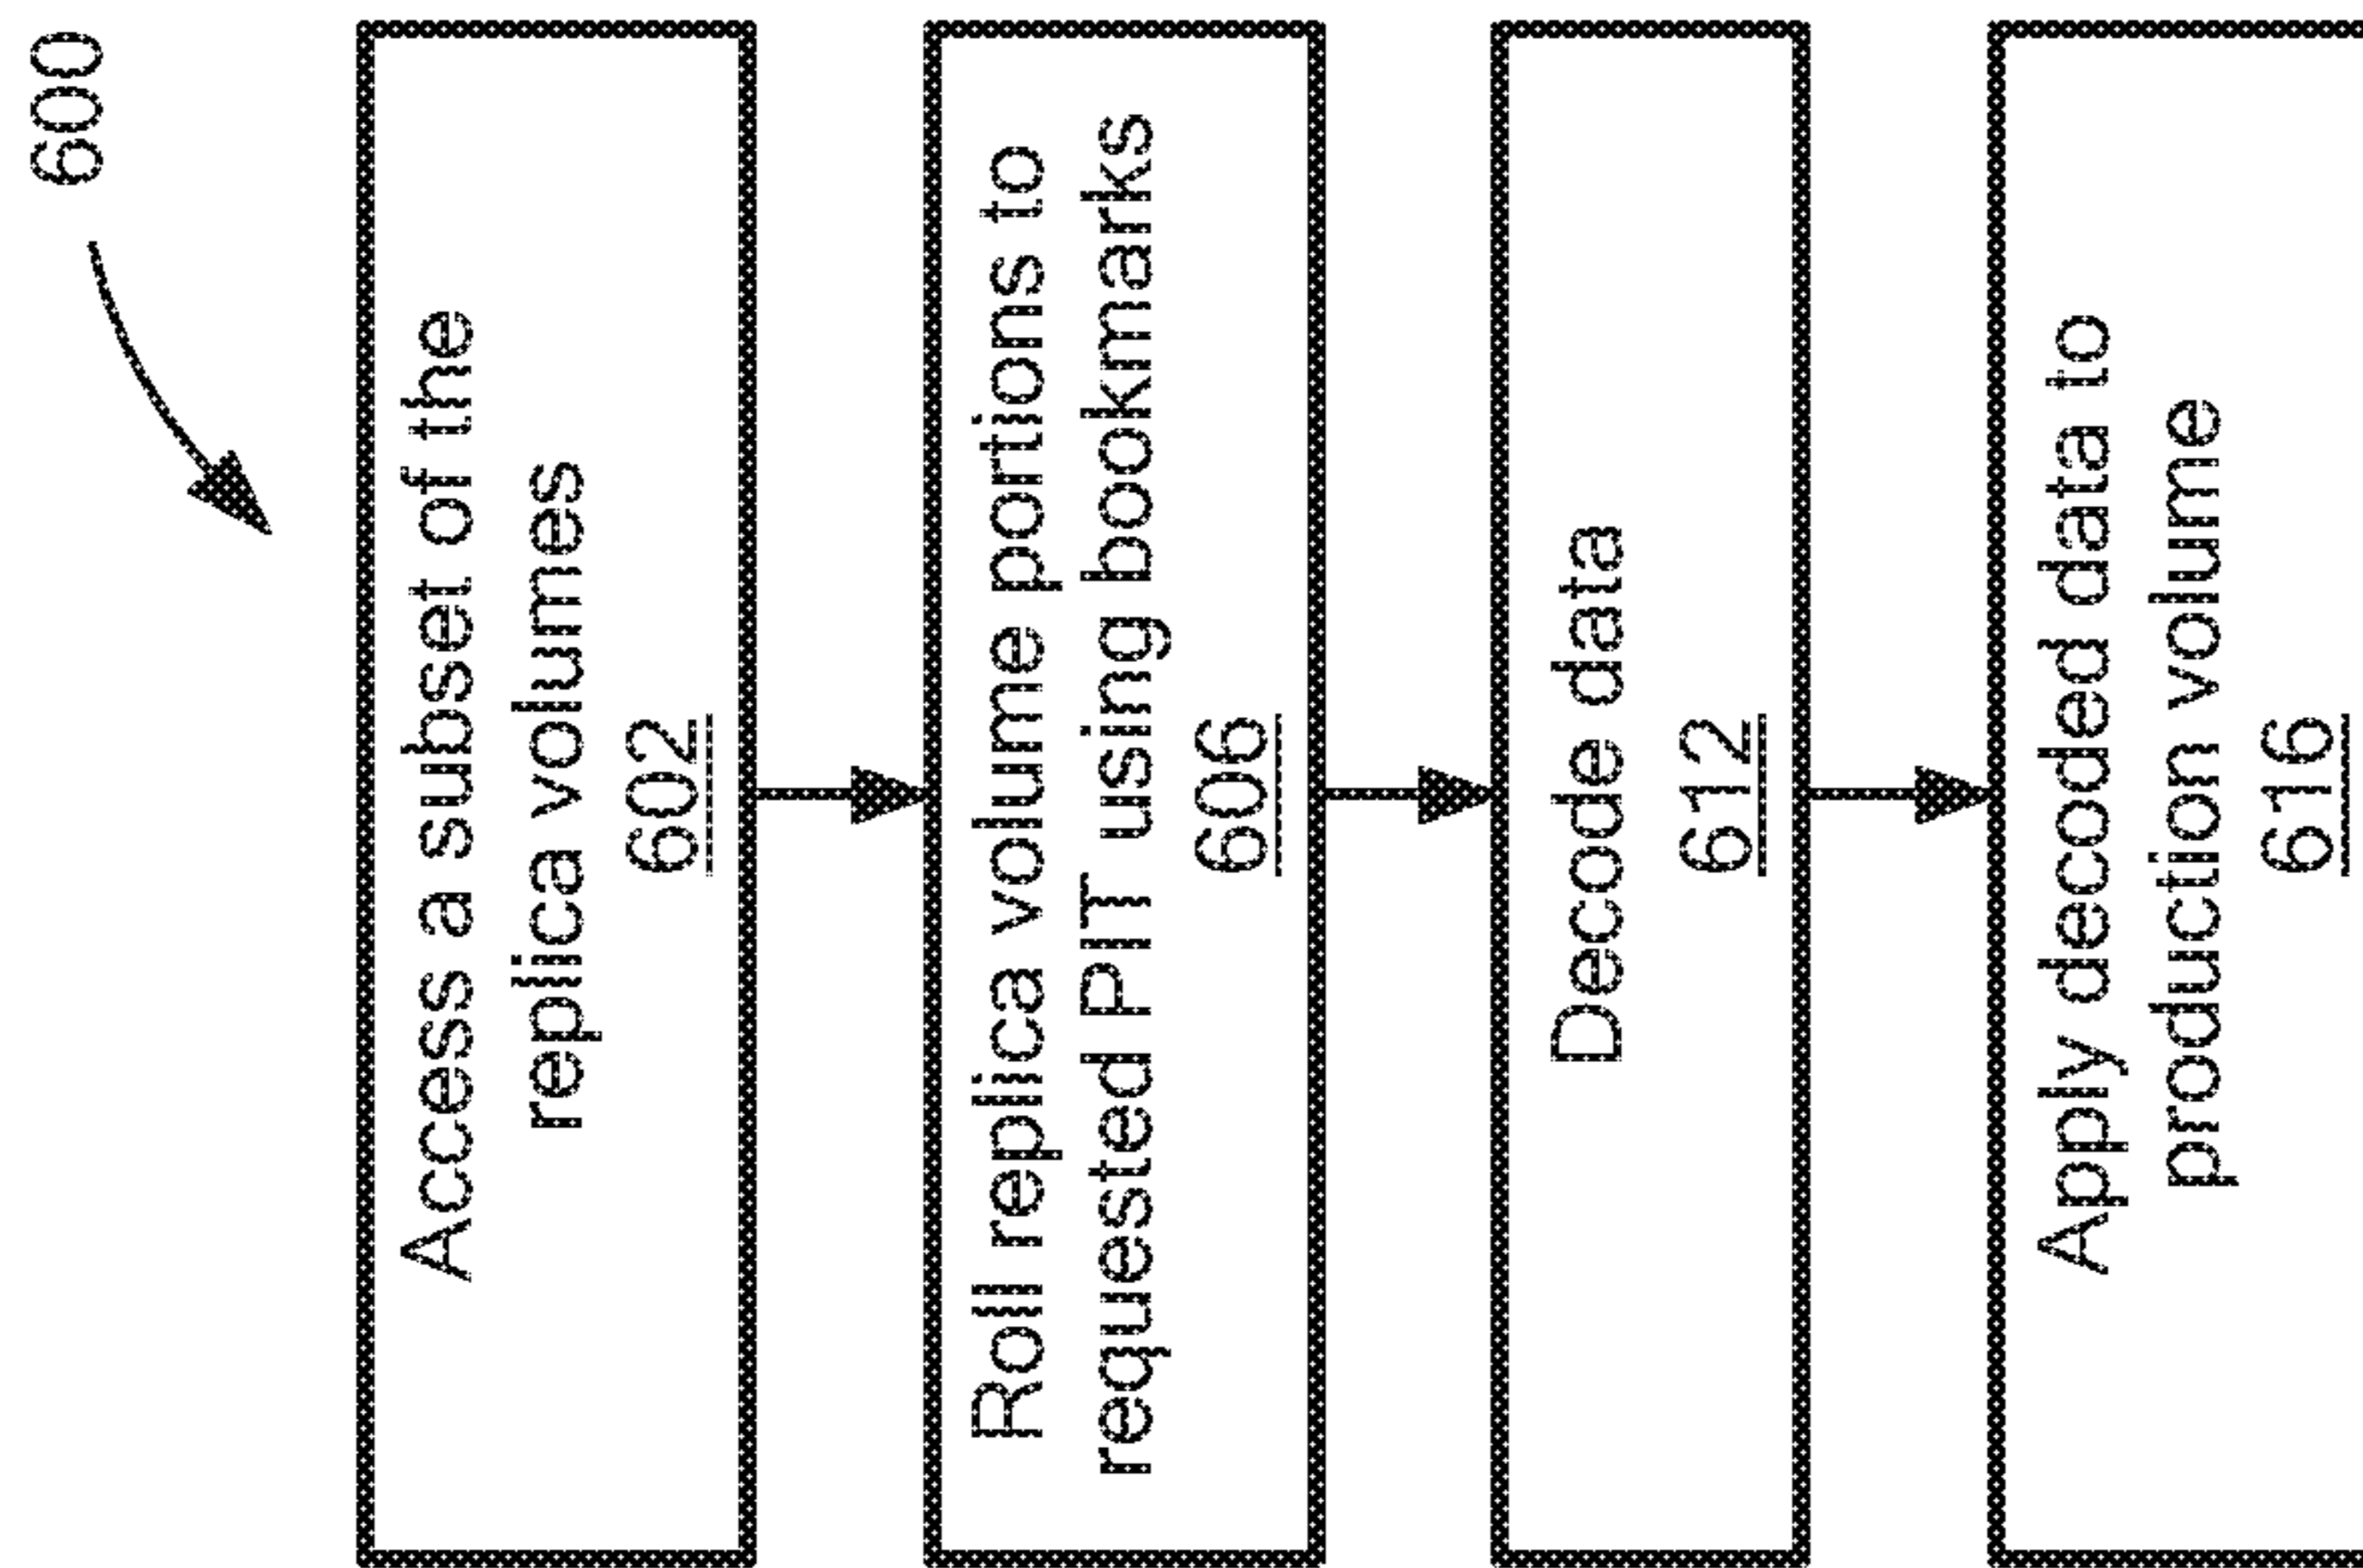 600
Access a subset of the
replica volumes
602
Roll replica volume portions to
requested PIT using bookmarks
606
Decode data
612
Apply decoded data to
production volume
616